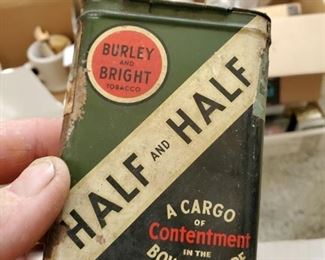 BURLEY
AND
BRIGHT
TOBACCO
HALF AND HALF
A CARGO
OF
Contentment
IN THE